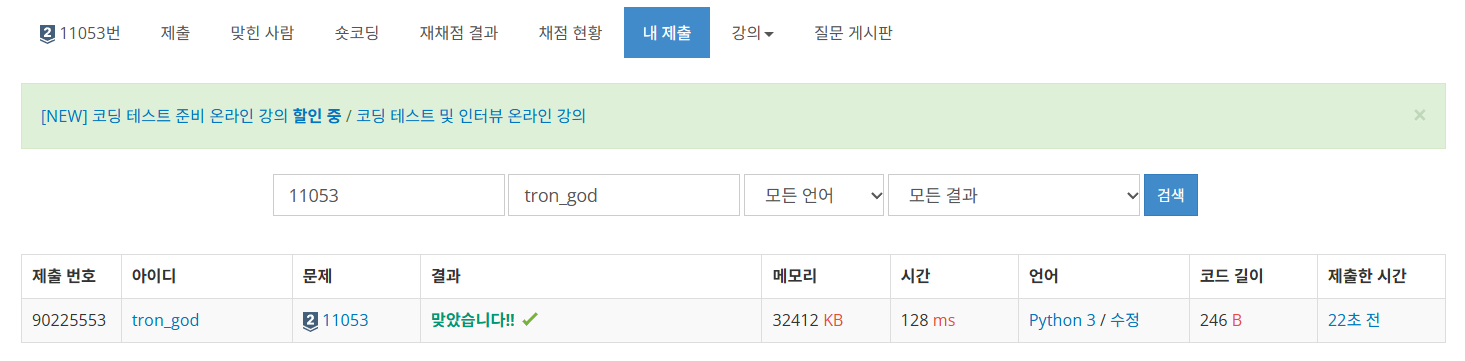 2 11053번 제출 맞힌 사람 숏코딩 재채점 결과 채점 현황 내 제출 강의 질문 게시판
[NEW] 코딩 테스트 준비 온라인 강의 할인 중 / 코딩 테스트 및 인터뷰 온라인 강의 ×
11053 tron_god 모든 언어 모든 결과 검색
제출 번호 아이디 문제 결과 메모리 시간 언어 코드 길이 제출한 시간
90225553 tron_god 2 11053 맞았습니다!! 32412 KB 128 ms Python 3 / 수정 246 B 22초 전